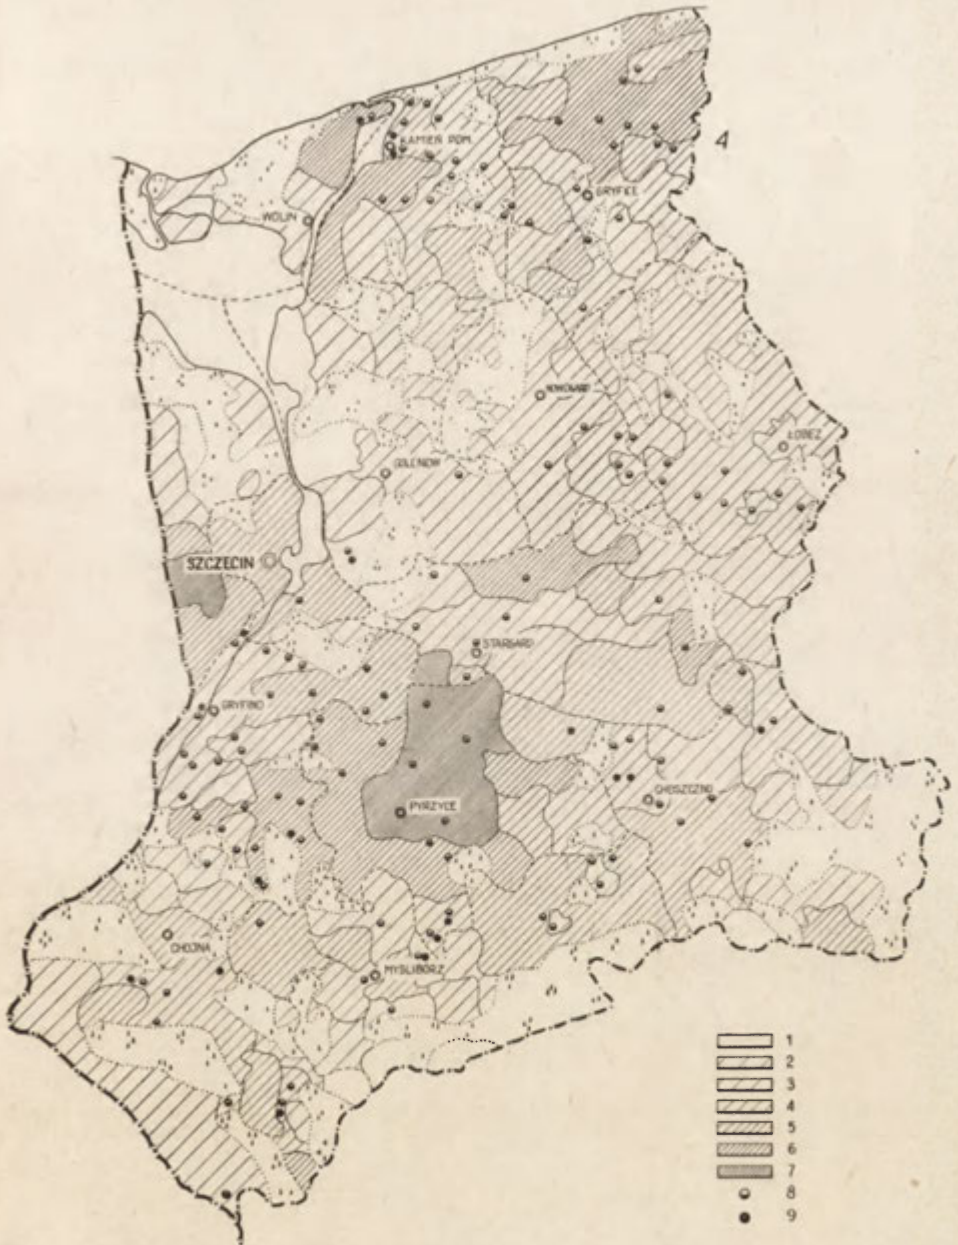 4
KAMIEŃ POM.
GRYFICE
WOLIN
NOWOGARD
ŁOBEZ
GOLENIÓW
SZCZECIN
STARGARD
GRYFINO
CHOSZCZNO
PYRZYCE
CHOJNA
MYŚLIBÓRZ
1
2
3
4
5
6
7
8
9